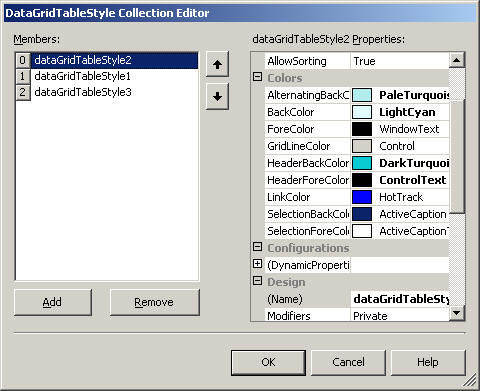 DataGridTableStyle Collection Editor
Members:
0 dataGridTableStyle2
1 dataGridTableStyle1
2 dataGridTableStyle3
Add Remove
dataGridTableStyle2 Properties:
AllowSorting True
Colors
AlternatingBackC PaleTurquois
BackColor LightCyan
ForeColor WindowText
GridLineColor Control
HeaderBackColor DarkTurquoi
HeaderForeColor ControlText
LinkColor HotTrack
SelectionBackCol ActiveCaption
SelectionForeCol ActiveCaptionT
Configurations
(DynamicProperti
Design
(Name) dataGridTableSty
Modifiers Private
OK Cancel Help